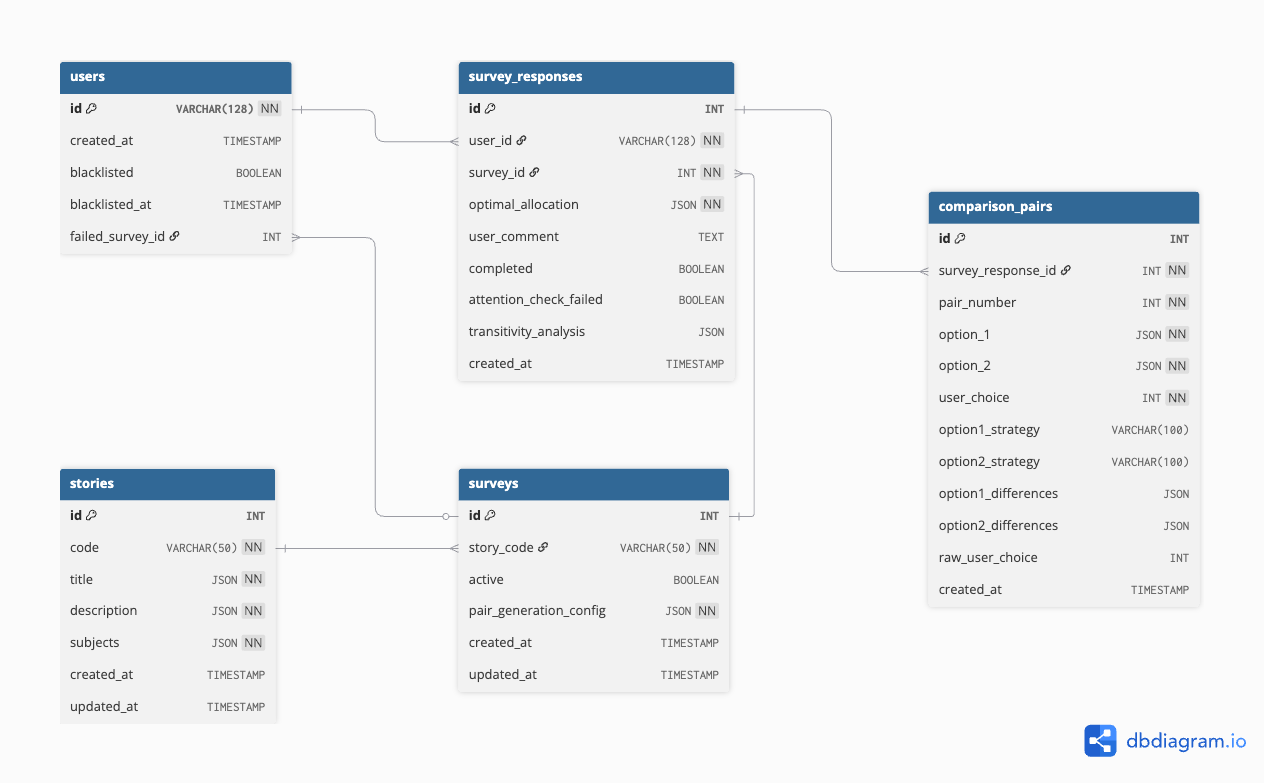 users
id VARCHAR(128) NN
created_at TIMESTAMP
blacklisted BOOLEAN
blacklisted_at TIMESTAMP
failed_survey_id INT
survey_responses
id INT
user_id VARCHAR(128) NN
survey_id INT NN
optimal_allocation JSON NN
user_comment TEXT
completed BOOLEAN
attention_check_failed BOOLEAN
transitivity_analysis JSON
created_at TIMESTAMP
comparison_pairs
id INT
survey_response_id INT NN
pair_number INT NN
option_1 JSON NN
option_2 JSON NN
user_choice INT NN
option1_strategy VARCHAR(100)
option2_strategy VARCHAR(100)
option1_differences JSON
option2_differences JSON
raw_user_choice INT
created_at TIMESTAMP
stories
id INT
code VARCHAR(50) NN
title JSON NN
description JSON NN
subjects JSON NN
created_at TIMESTAMP
updated_at TIMESTAMP
surveys
id INT
story_code VARCHAR(50) NN
active BOOLEAN
pair_generation_config JSON NN
created_at TIMESTAMP
updated_at TIMESTAMP
dbdiagram.io